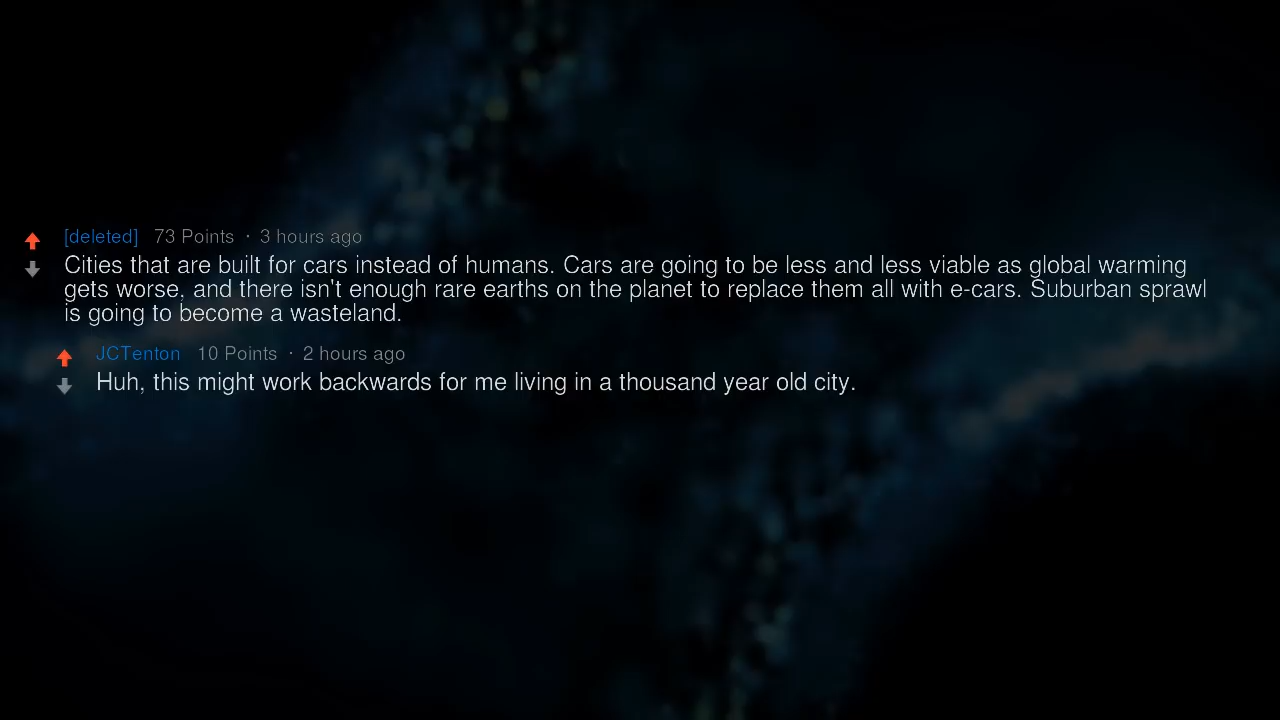 [deleted] 73 Points · 3 hours ago
Cities that are built for cars instead of humans. Cars are going to be less and less viable as global warming
gets worse, and there isn't enough rare earths on the planet to replace them all with e-cars. Suburban sprawl
is going to become a wasteland.
JCTenton 10 Points · 2 hours ago
Huh, this might work backwards for me living in a thousand year old city.